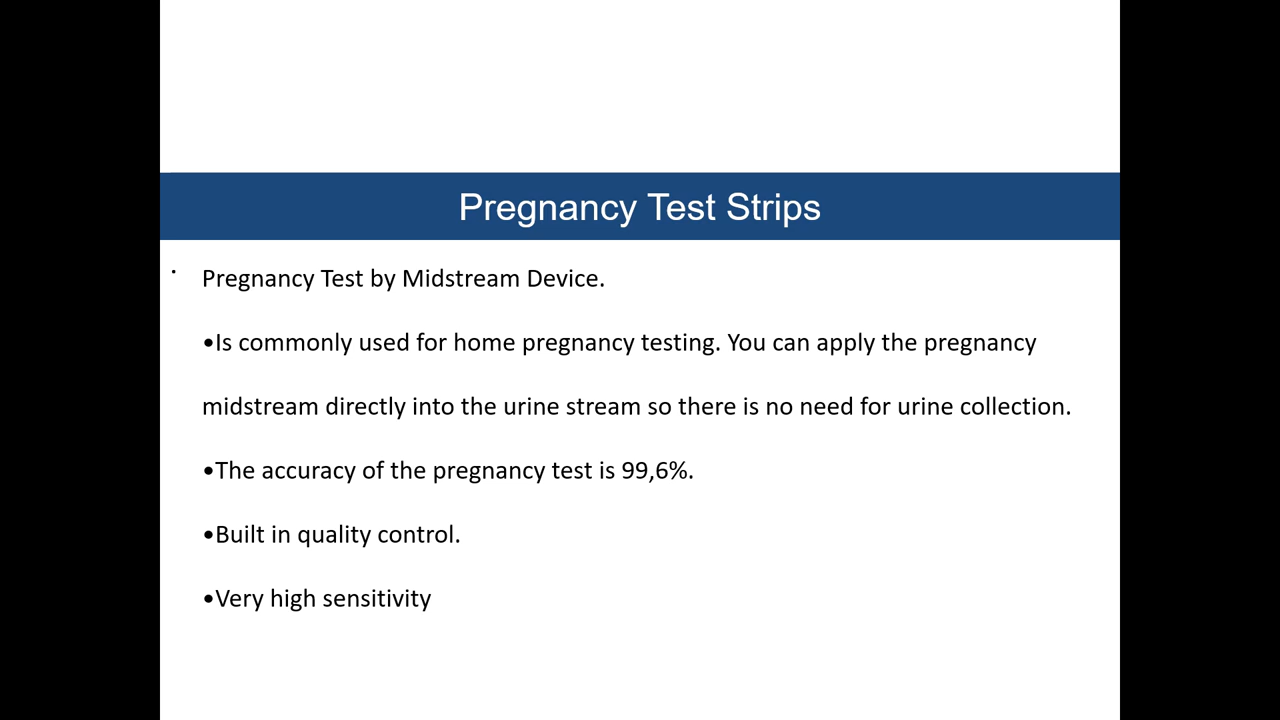 Pregnancy Test Strips
· Pregnancy Test by Midstream Device.
•Is commonly used for home pregnancy testing. You can apply the pregnancy
midstream directly into the urine stream so there is no need for urine collection.
•The accuracy of the pregnancy test is 99,6%.
•Built in quality control.
•Very high sensitivity